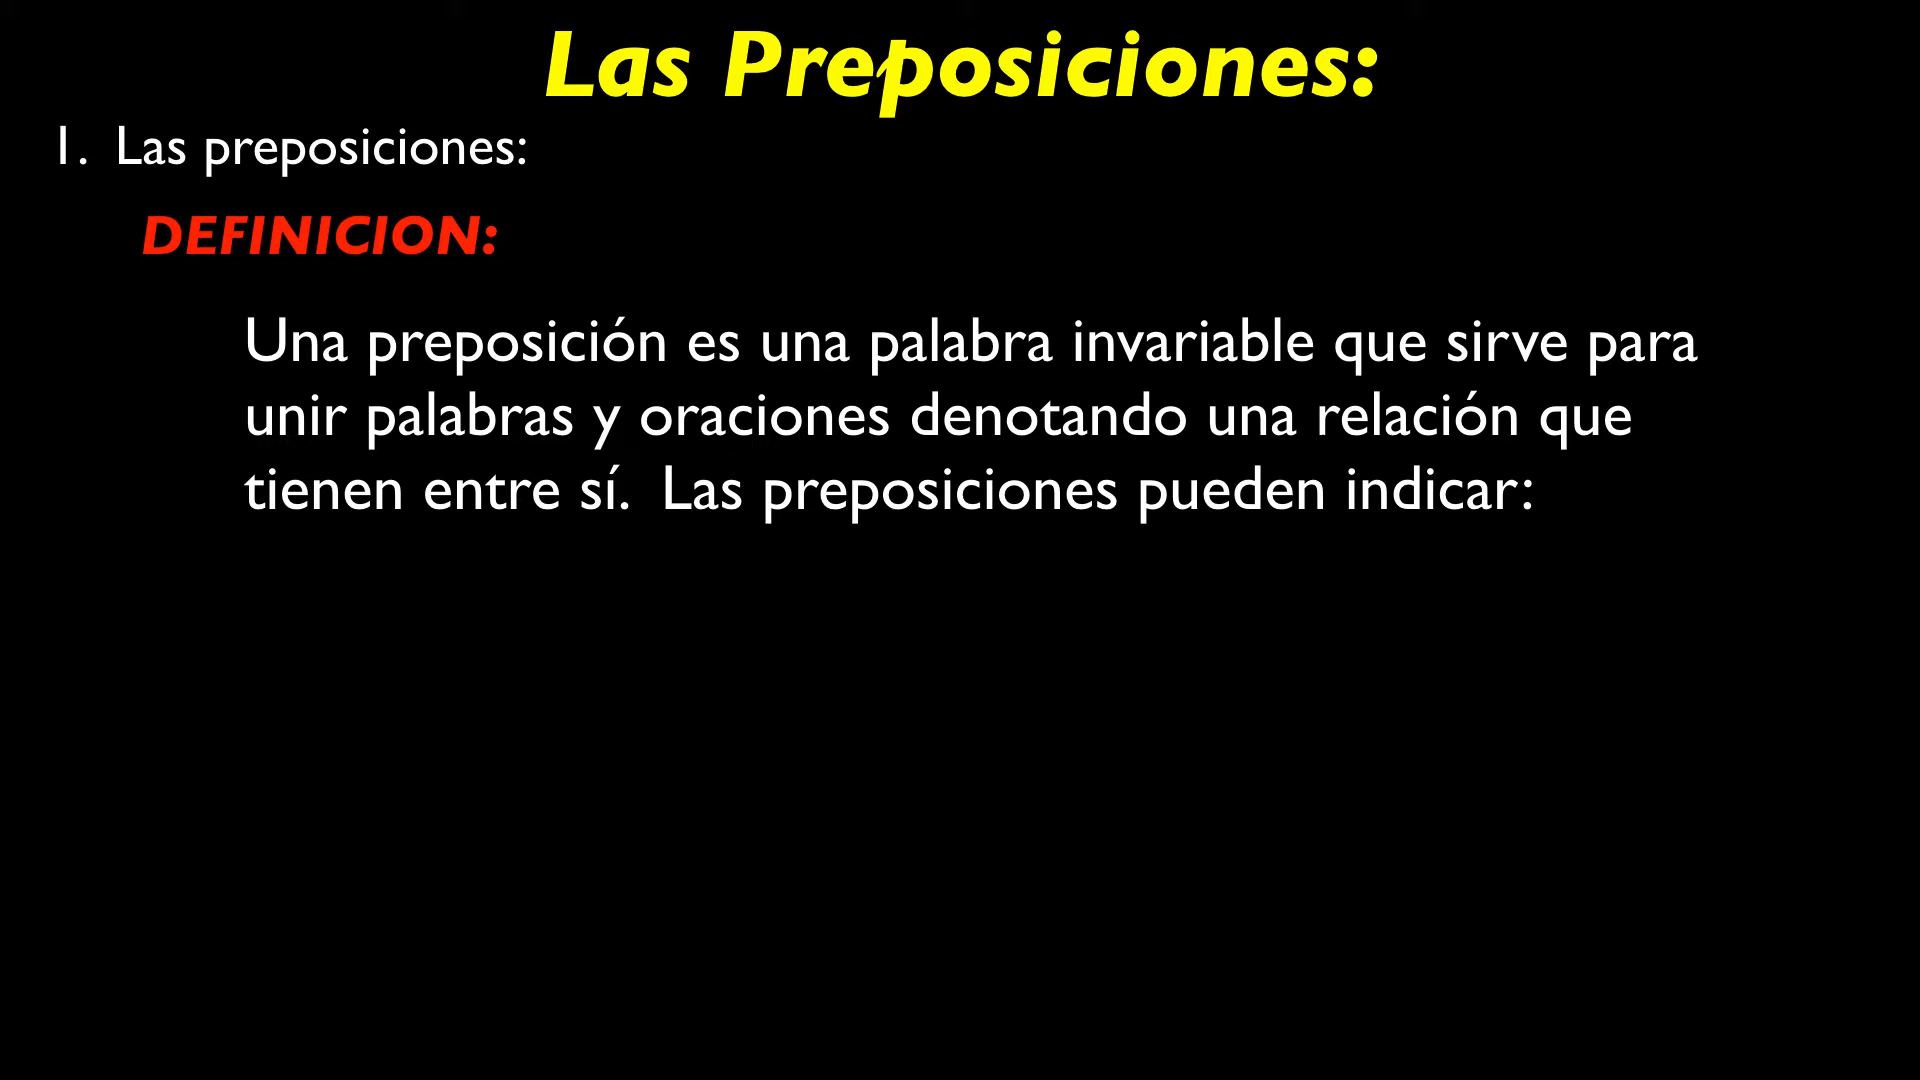 Las Preposiciones:
1. Las preposiciones:
DEFINICION:
Una preposición es una palabra invariable que sirve para
unir palabras y oraciones denotando una relación que
tienen entre sí. Las preposiciones pueden indicar: